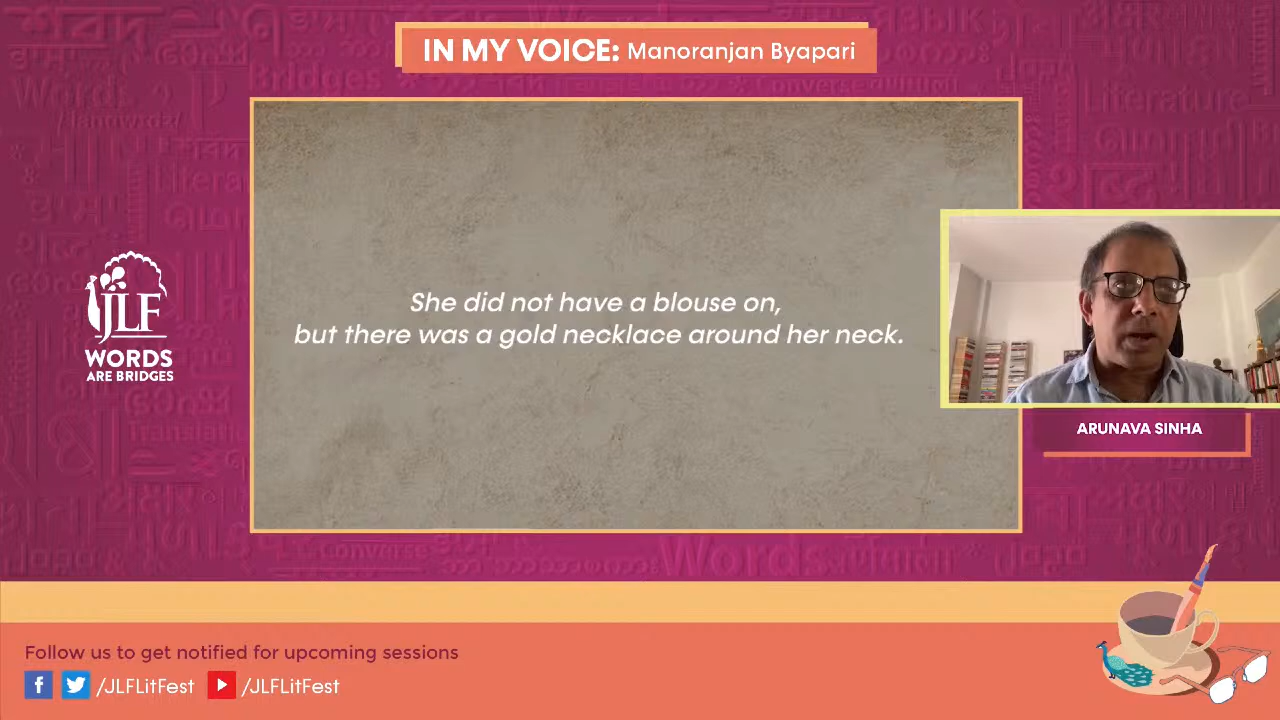 IN MY VOICE: Manoranjan Byapari
She did not have a blouse on,
but there was a gold necklace around her neck.
JLF
WORDS
ARE BRIDGES
ARUNAVA SINHA
Follow us to get notified for upcoming sessions
/JLFLitFest /JLFLitFest